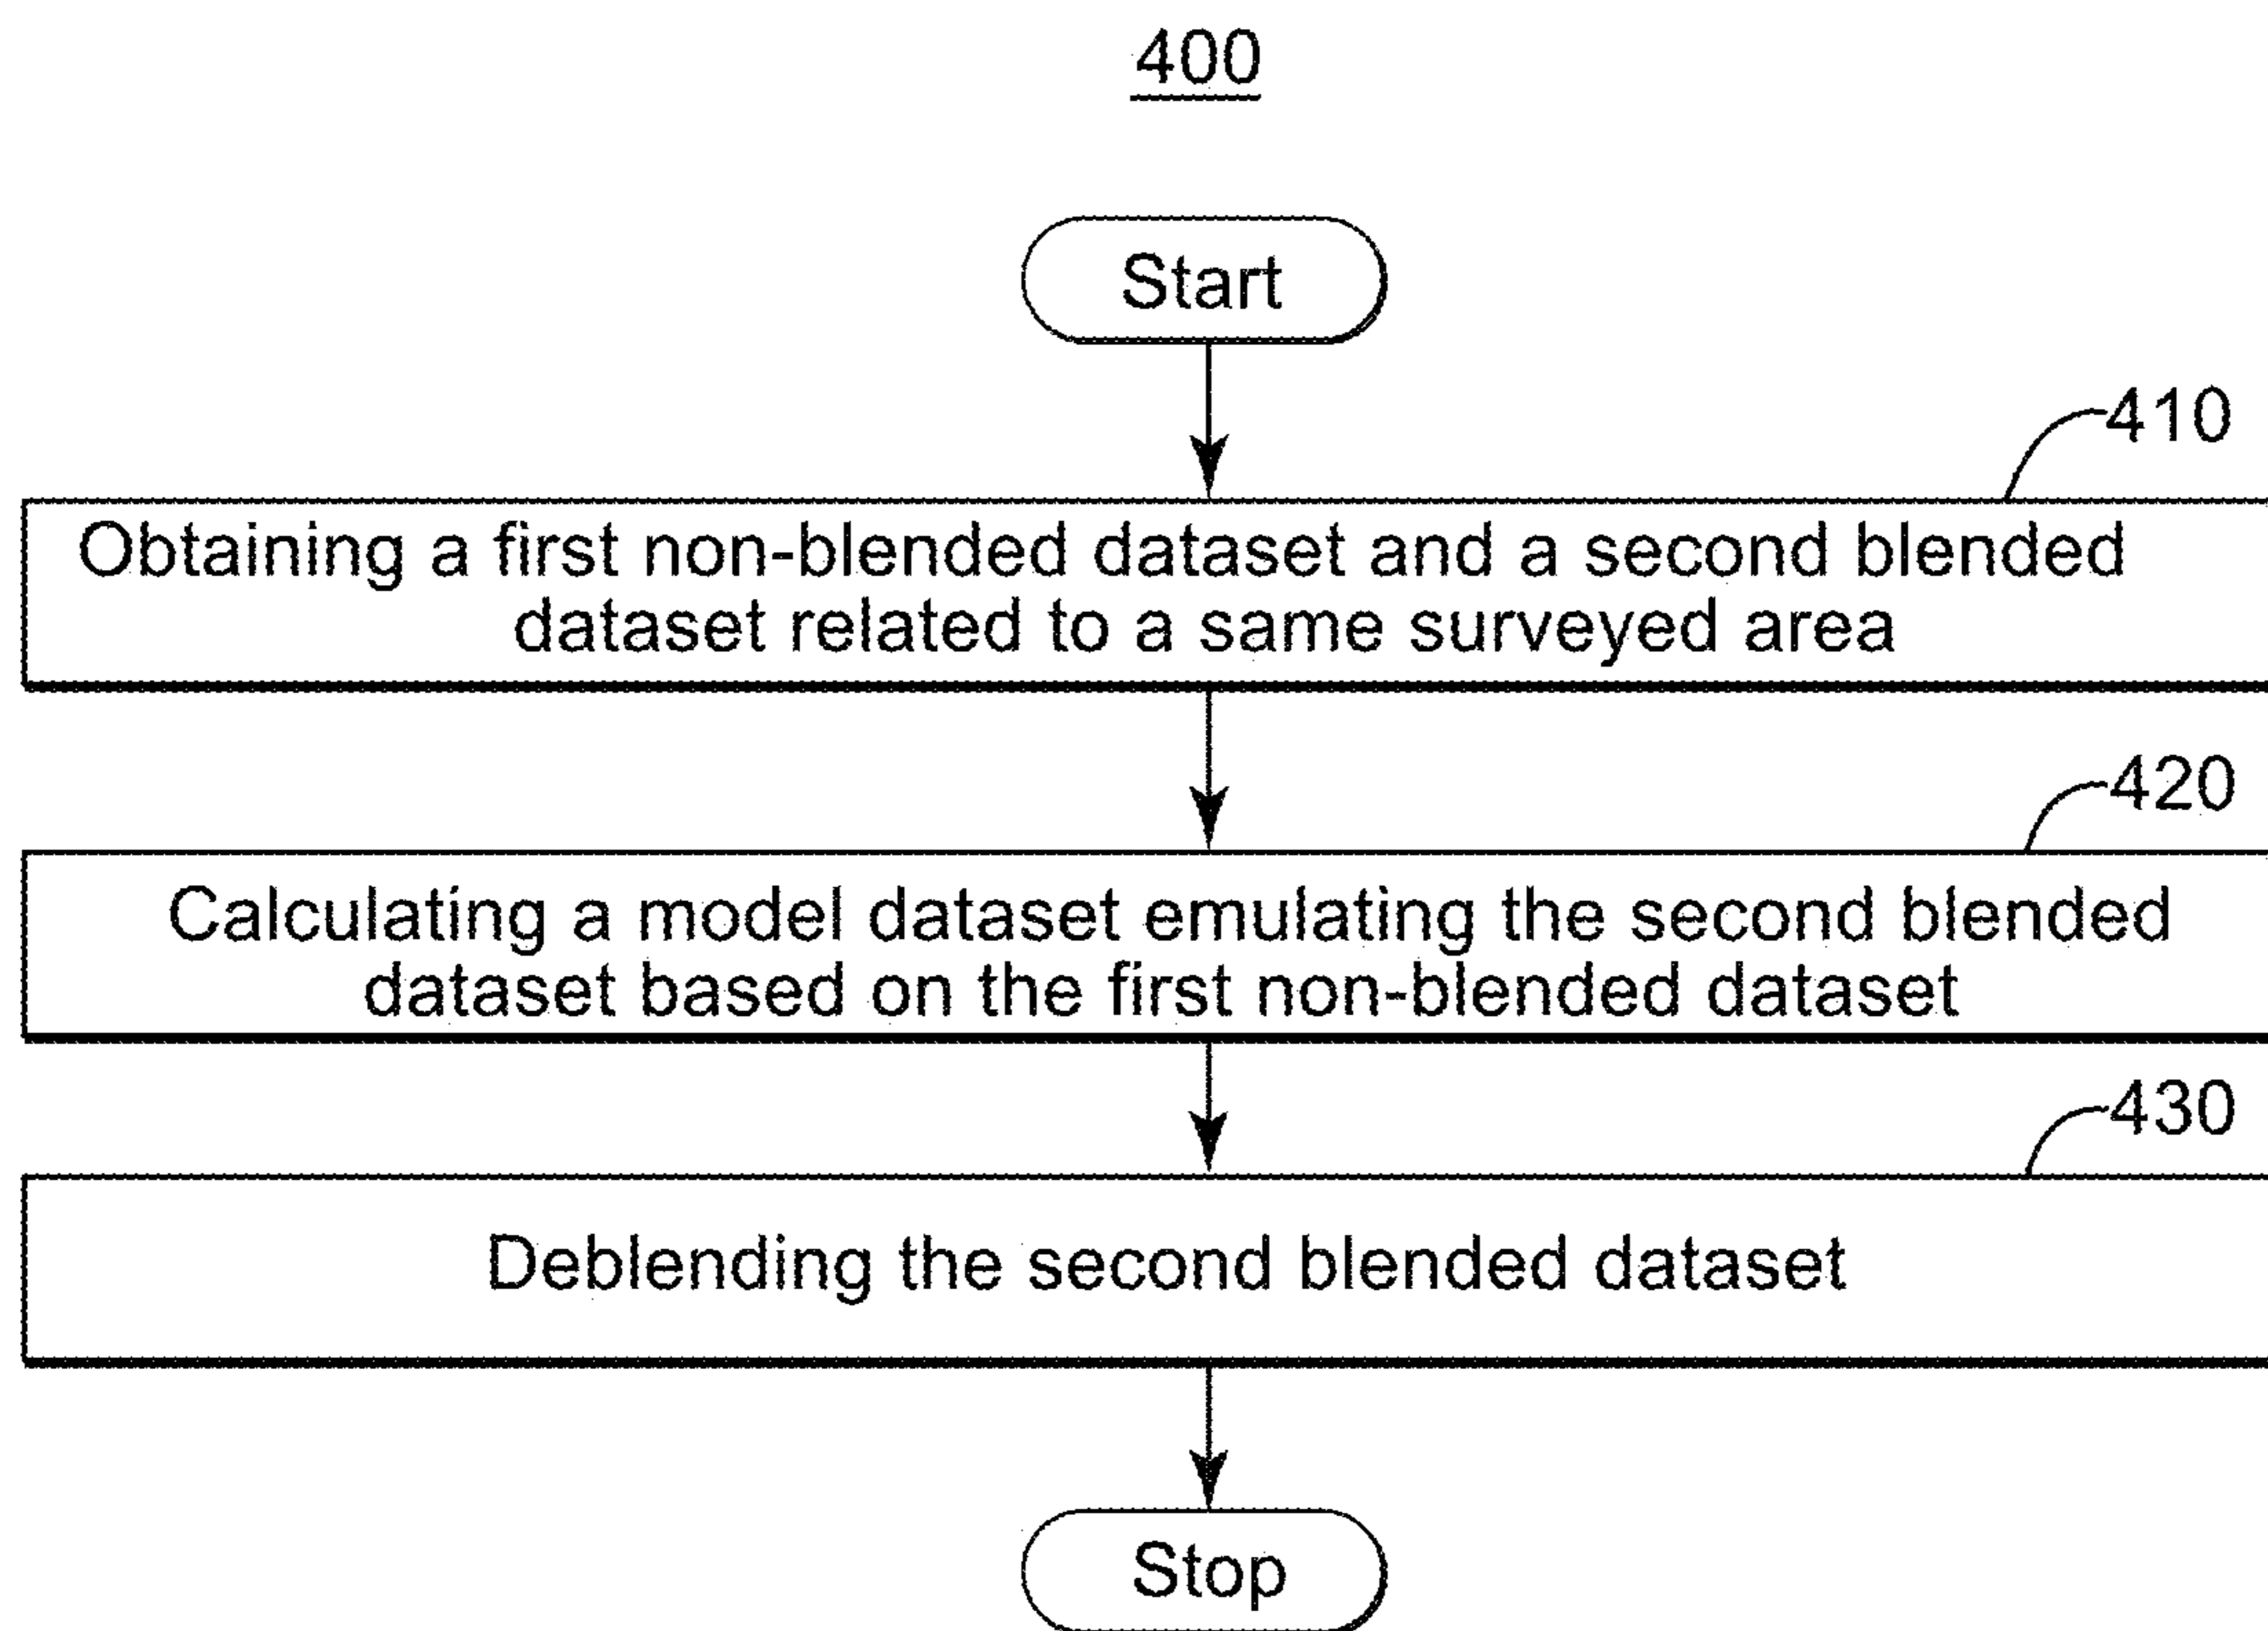 400
Start
410
Obtaining a first non-blended dataset and a second blended
dataset related to a same surveyed area
420
Calculating a model dataset emulating the second blended
dataset based on the first non-blended dataset
430
Deblending the second blended dataset
Stop